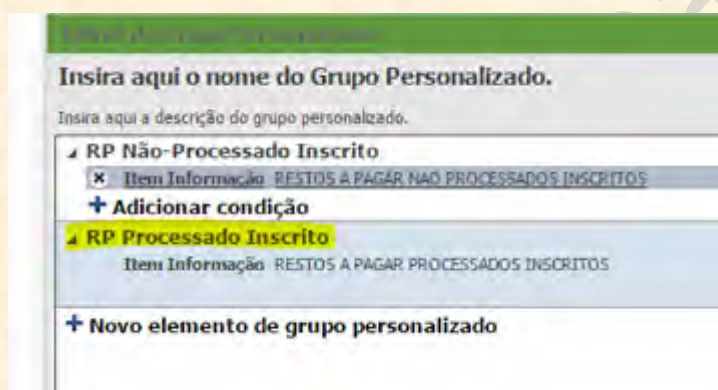 Insira aqui o nome do Grupo Personalizado.
Insira aqui a descrição do grupo personalizado.
RP Não-Processado Inscrito
Item Informação RESTOS A PAGAR NAO PROCESSADOS INSCRITOS
Adicionar condição
RP Processado Inscrito
Item Informação RESTOS A PAGAR PROCESSADOS INSCRITOS
Novo elemento de grupo personalizado